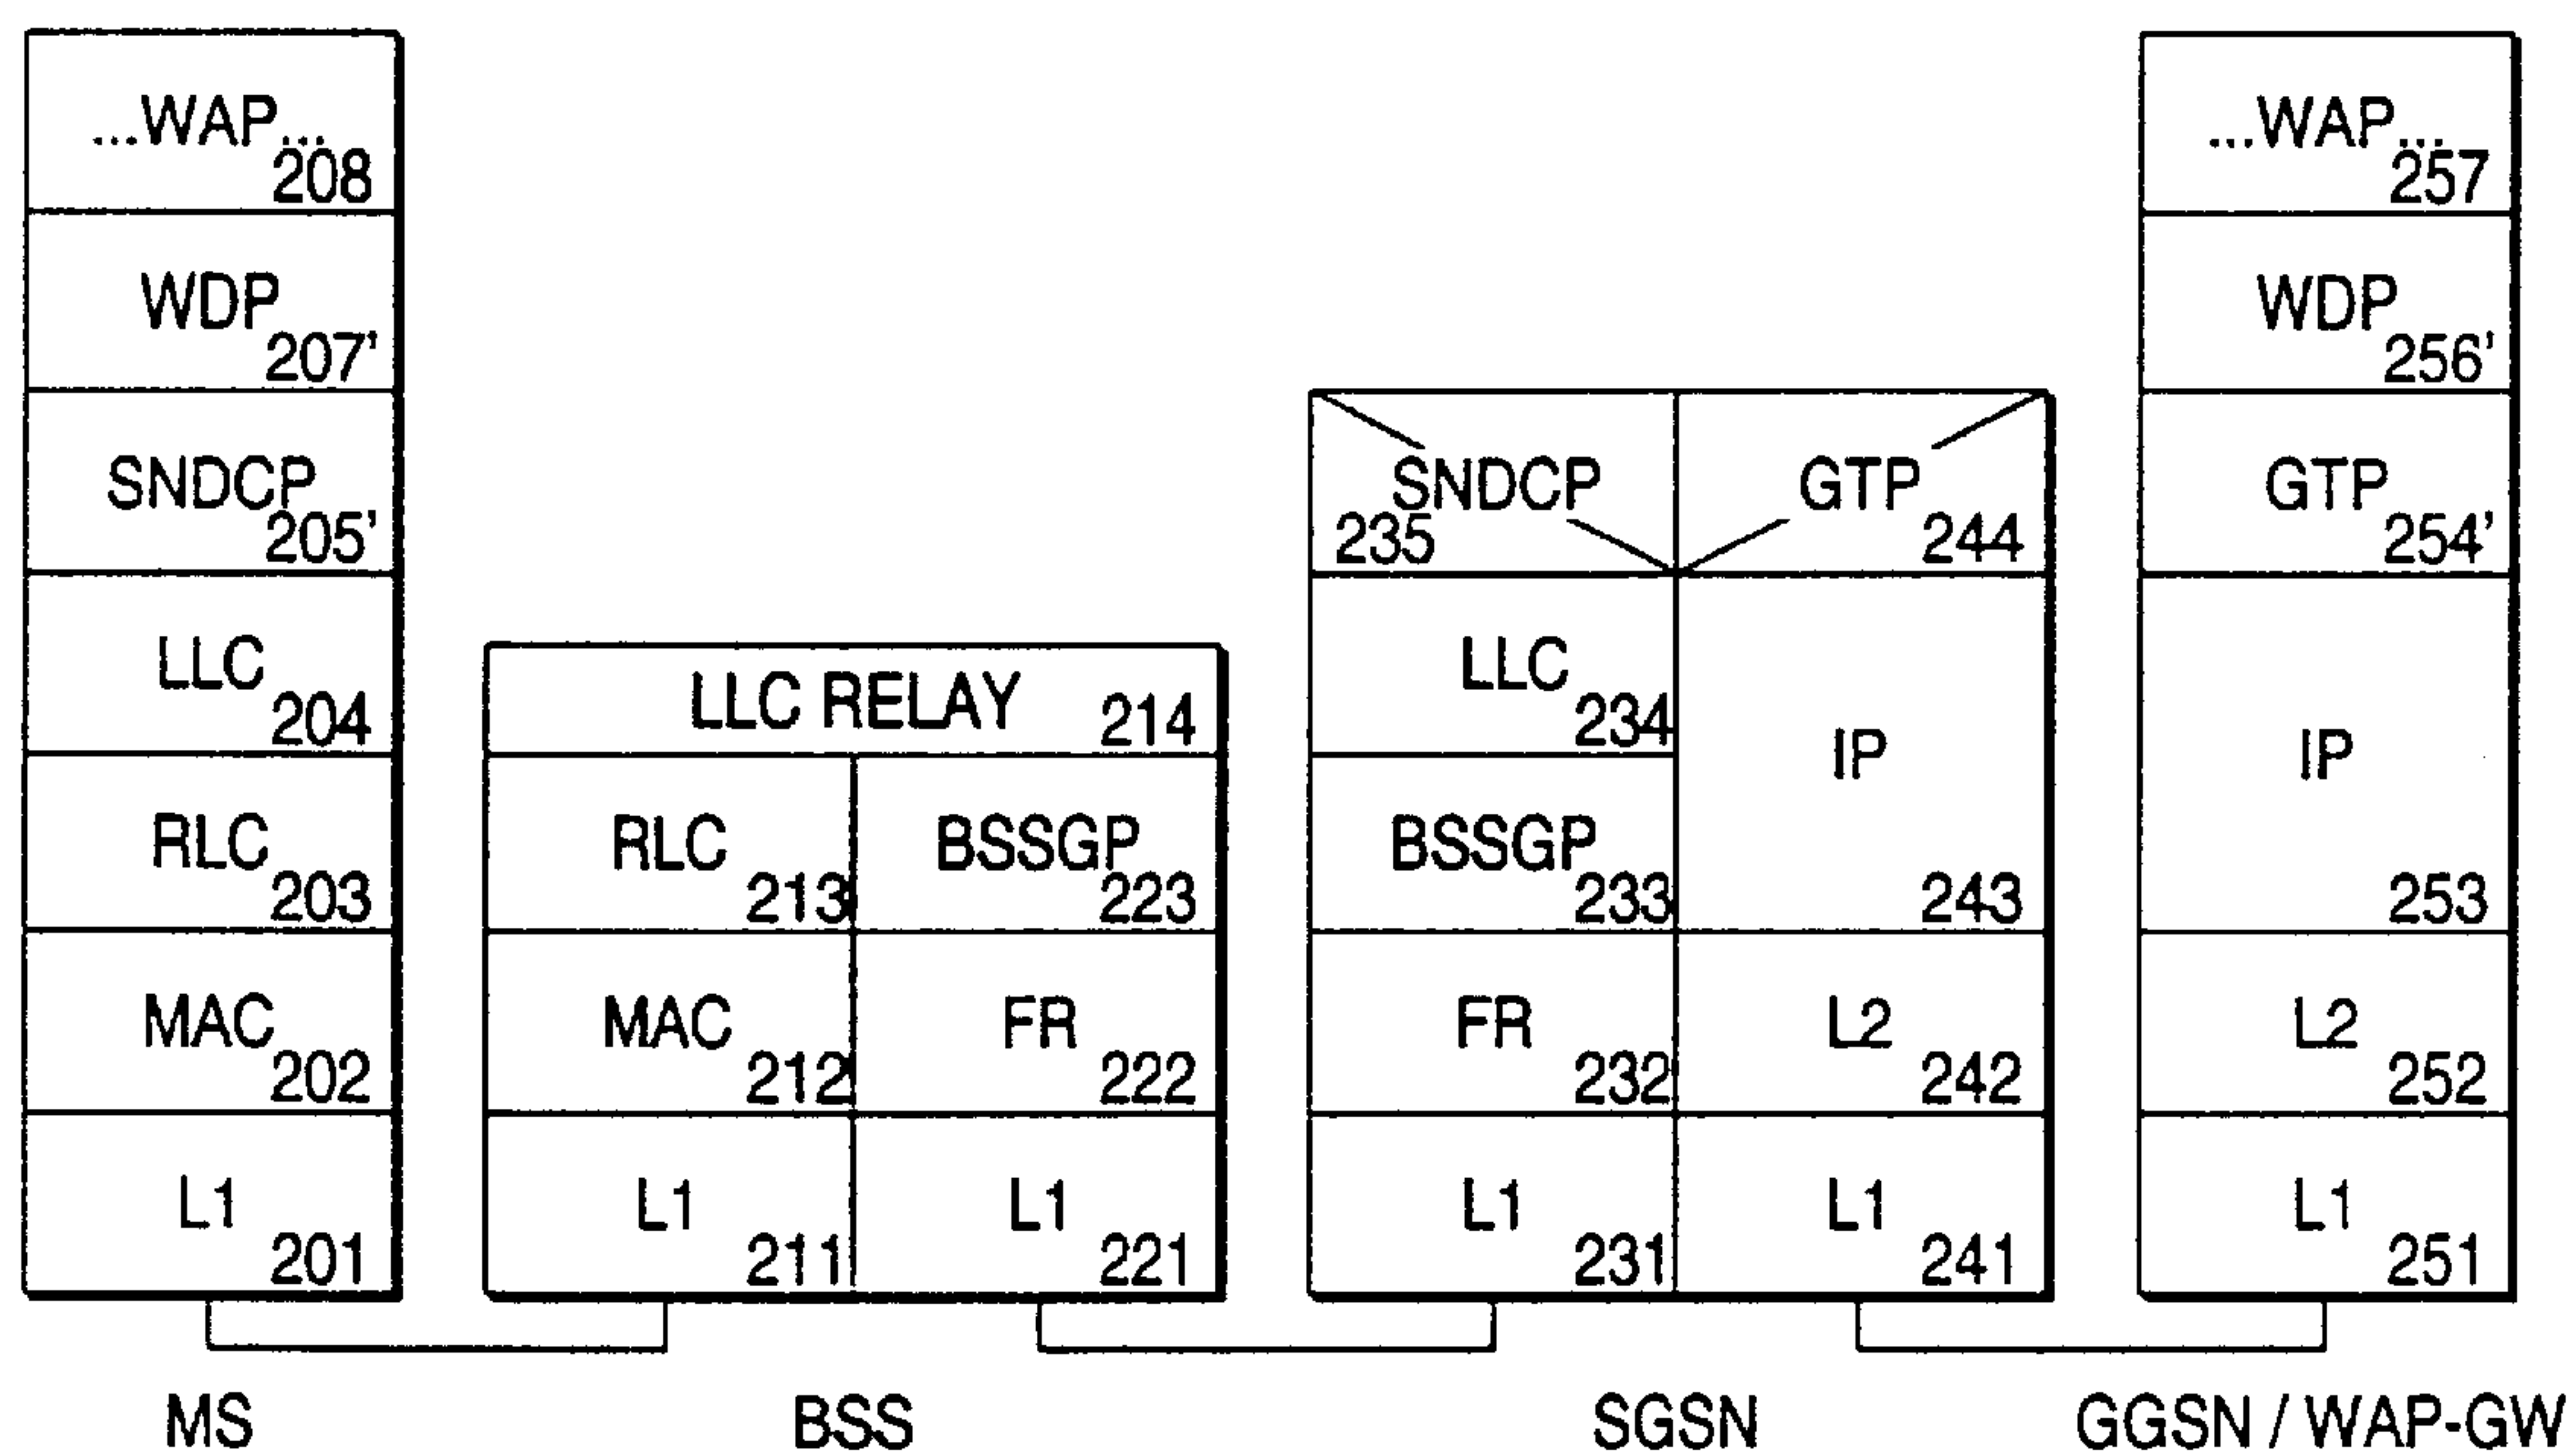 ...WAP...
208
WDP
207'
SNDCP
205'
LLC
204
RLC
203
MAC
202
L1
201
MS
LLC RELAY 214
RLC
213
BSSGP
223
MAC
212
FR
222
L1
211
L1
221
BSS
SNDCP
235
GTP
244
LLC
234
IP
243
BSSGP
233
FR
232
L2
242
L1
231
L1
241
SGSN
...WAP...
257
WDP
256'
GTP
254'
IP
253
L2
252
L1
251
GGSN / WAP-GW